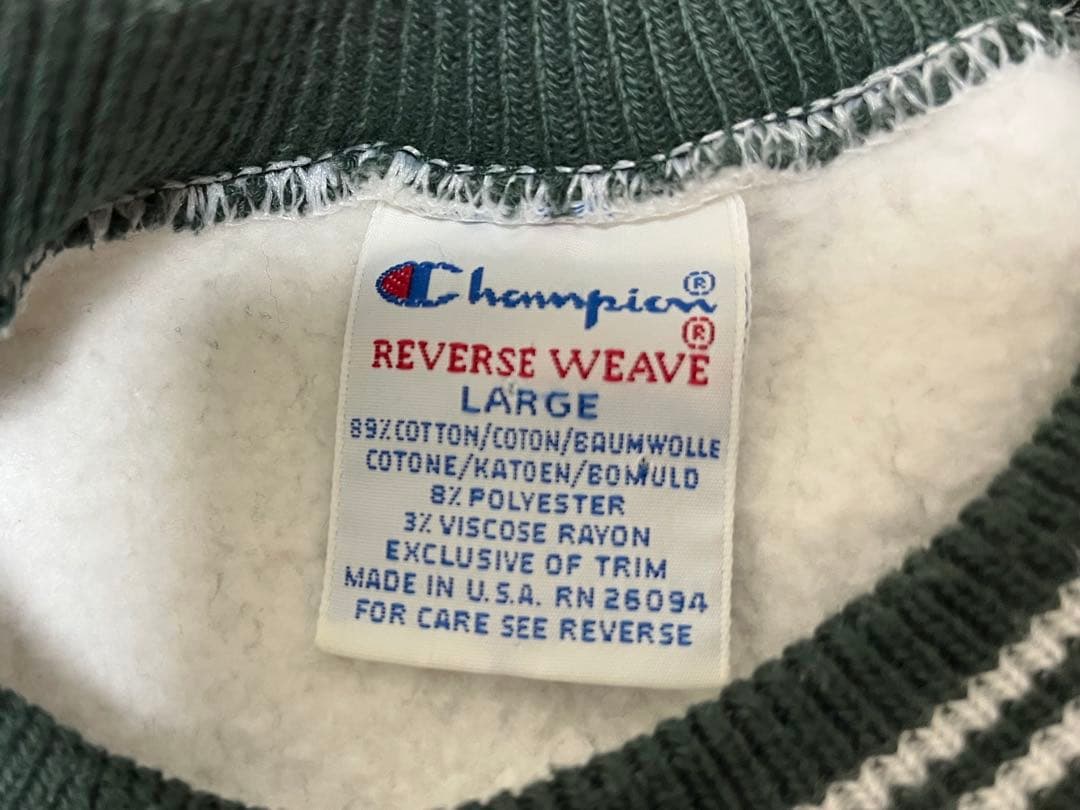 Champion®
REVERSE WEAVE®
LARGE
89% COTTON/COTON/BAUMWOLLE
COTONE/KATOEN/BOMULD
8% POLYESTER
3% VISCOSE RAYON
EXCLUSIVE OF TRIM
MADE IN U.S.A. RN 26094
FOR CARE SEE REVERSE